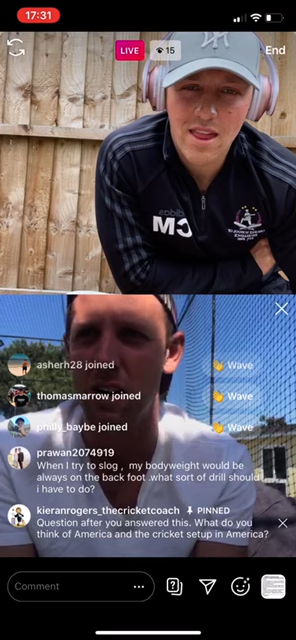 17:31
LIVE
15
End
adidas
MC
asherh28 joined
Wave
thomasmarrow joined
Wave
philly_baybe joined
Wave
prawan2074919
When I try to slog , my bodyweight would be
always on the back foot .what sort of drill should
i have to do?
kieranrogers_thecricketcoach PINNED
Question after you answered this. What do you
think of America and the cricket setup in America?
Comment